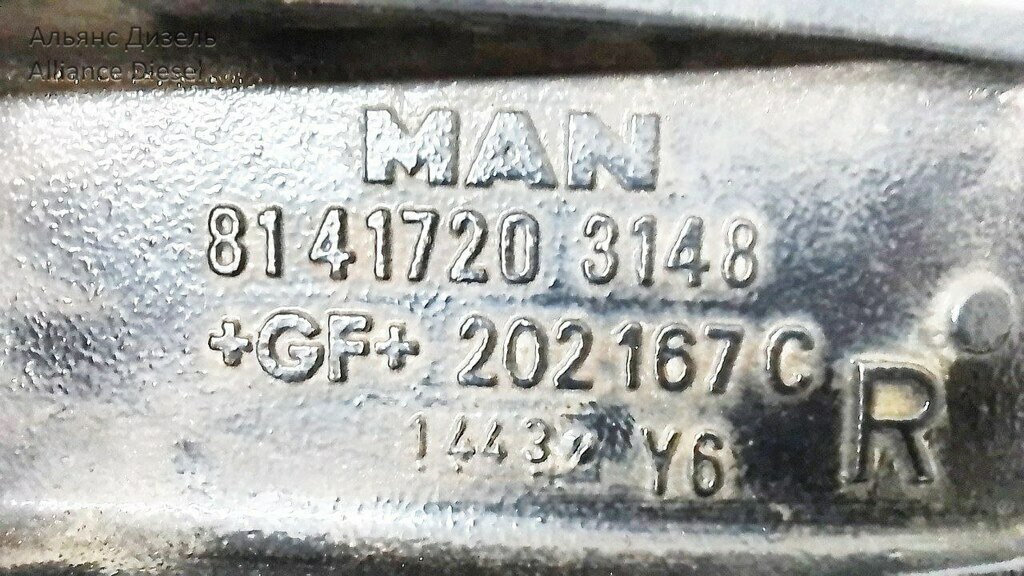 Альянс Дизель
Alliance Diesel
MAN
81 41720 3148
+GF+ 202 167 C
R
Y6